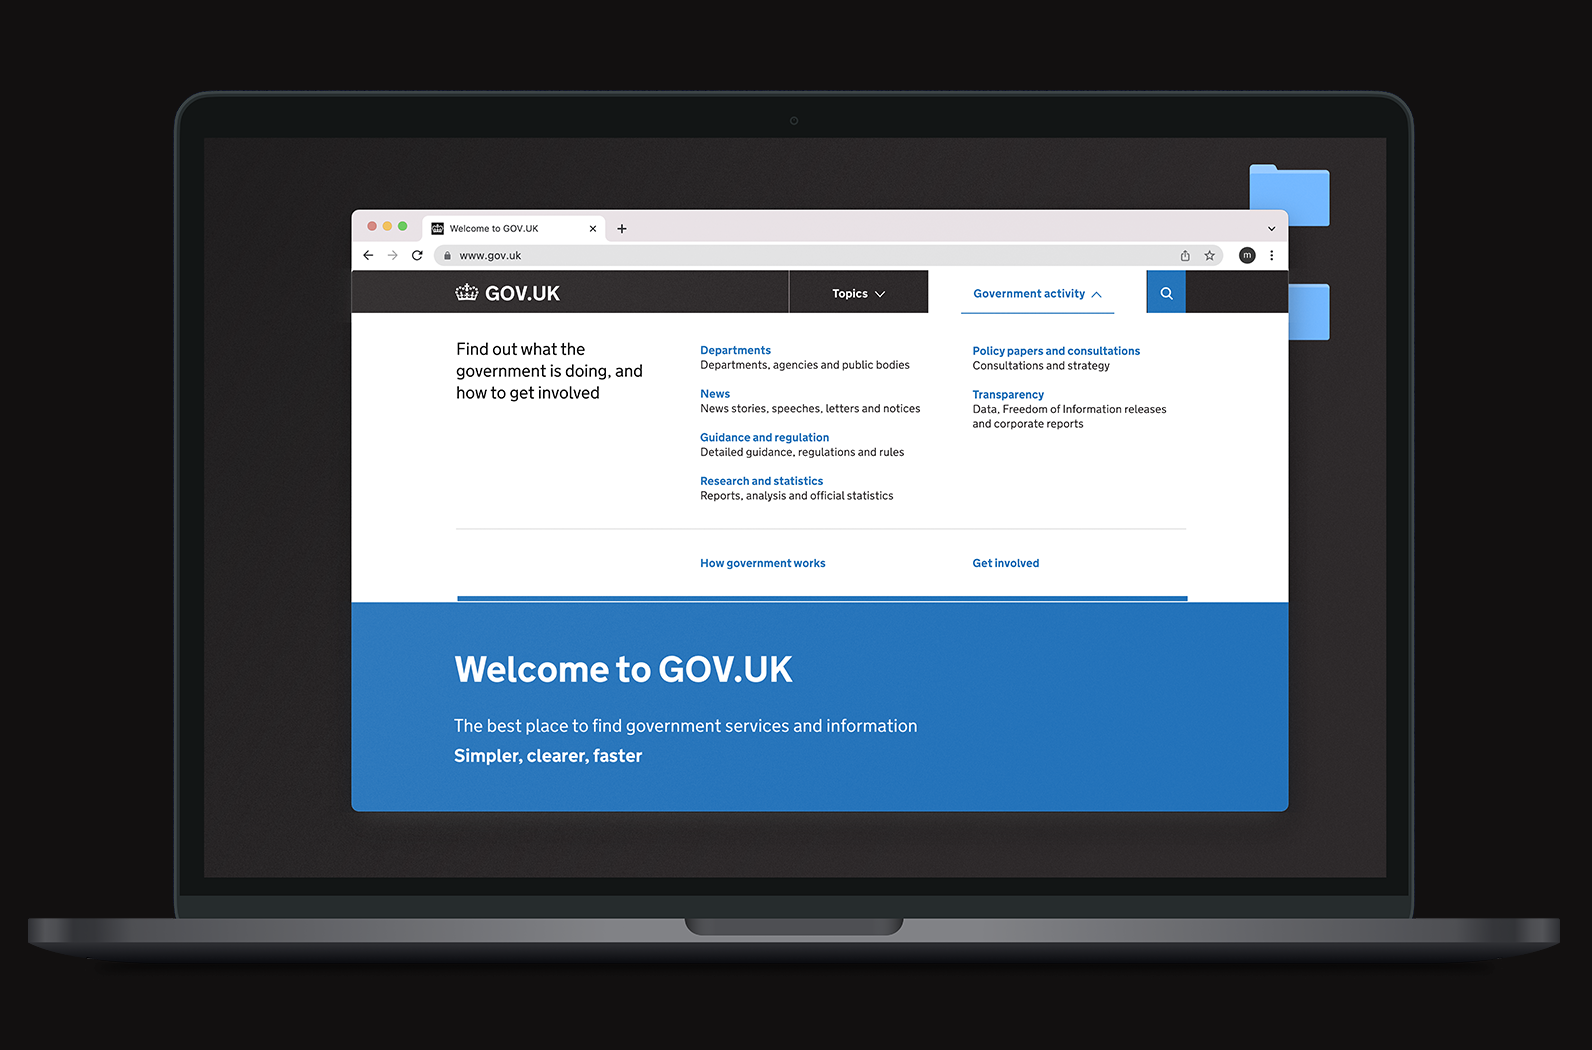 Welcome to GOV.UK
www.gov.uk
m
GOV.UK
Topics
Government activity
Find out what the
government is doing, and
how to get involved
Departments
Departments, agencies and public bodies
News
News stories, speeches, letters and notices
Guidance and regulation
Detailed guidance, regulations and rules
Research and statistics
Reports, analysis and official statistics
Policy papers and consultations
Consultations and strategy
Transparency
Data, Freedom of Information releases
and corporate reports
How government works
Get involved
Welcome to GOV.UK
The best place to find government services and information
Simpler, clearer, faster